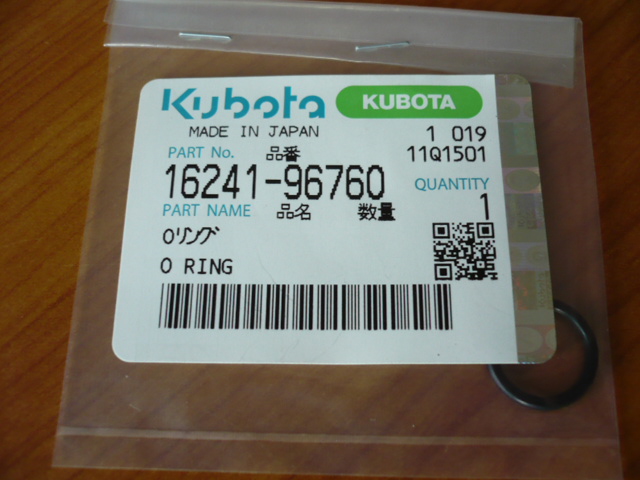 Kubota KUBOTA
MADE IN JAPAN 1 019
PART No. 品番 11Q1501
16241-96760 QUANTITY
PART NAME 品名 数量 1
Oリング
O RING